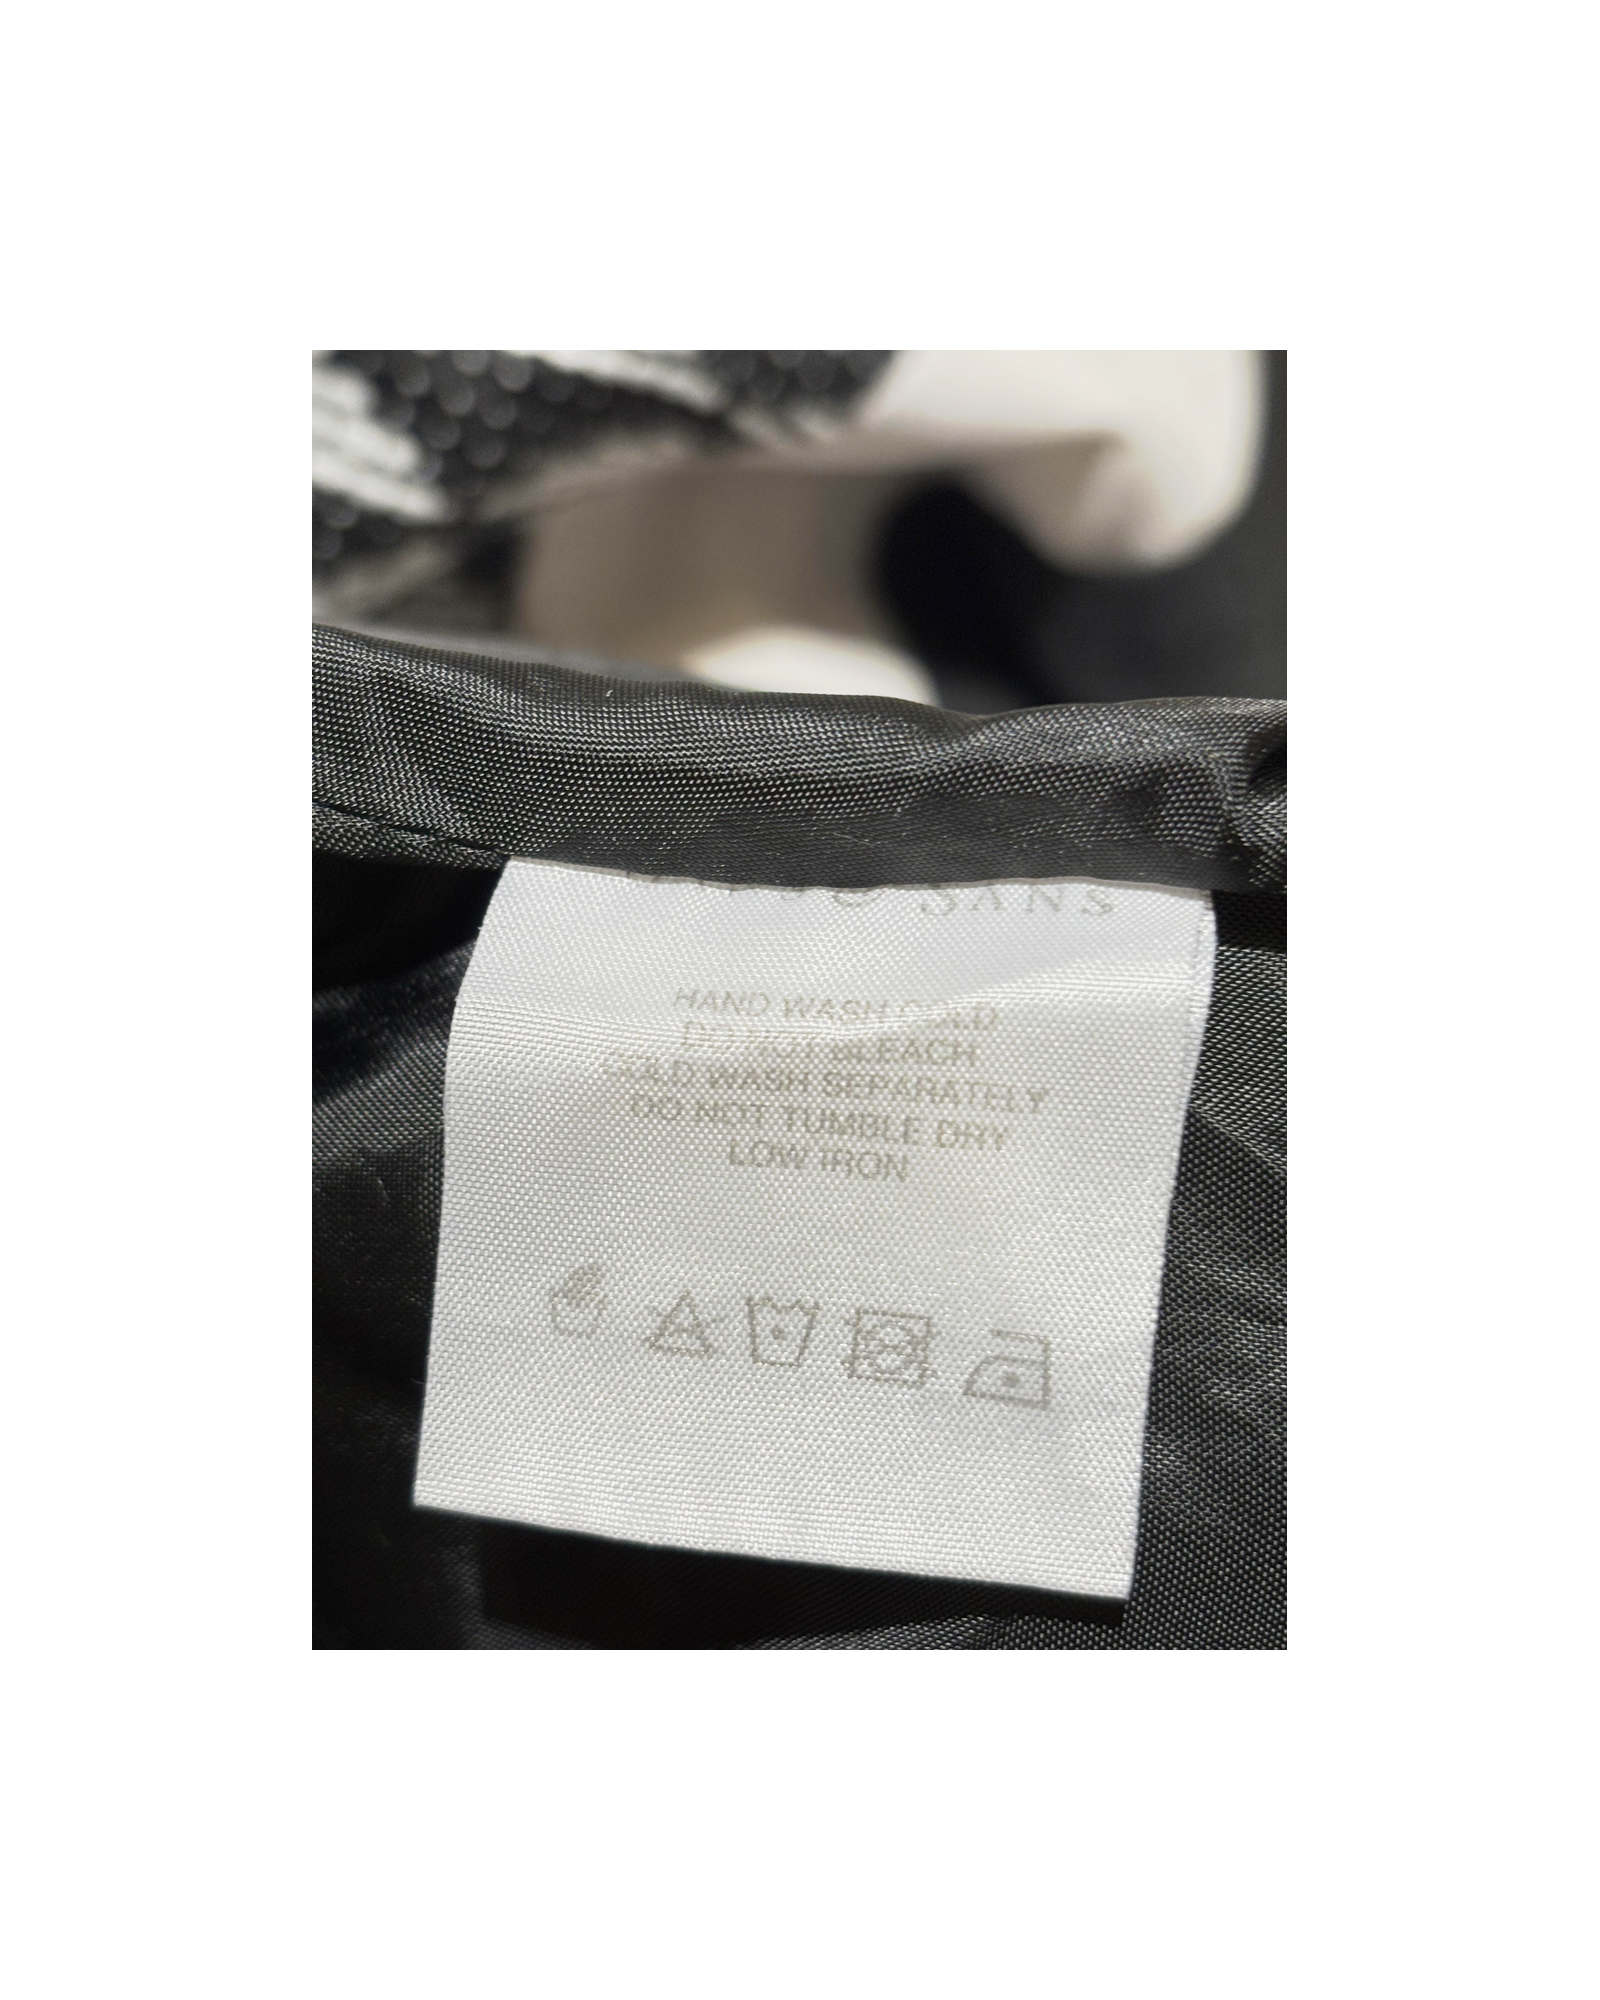 HAND WASH COLD
DO NOT BLEACH
COLD WASH SEPARATELY
DO NOT TUMBLE DRY
LOW IRON